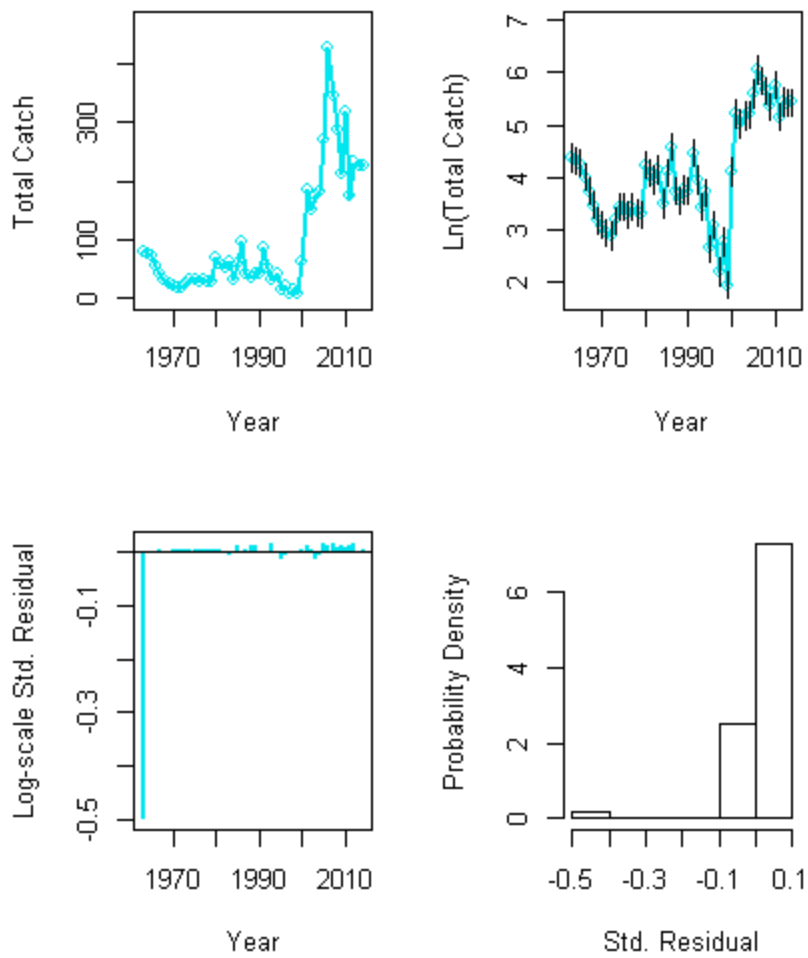 Total Catch
300
100
0
1970 1990 2010
Year
Ln(Total Catch)
7
6
5
4
3
2
1970 1990 2010
Year
Log-scale Std. Residual
-0.1
-0.3
-0.5
1970 1990 2010
Year
Probability Density
6
4
2
0
-0.5 -0.3 -0.1 0.1
Std. Residual